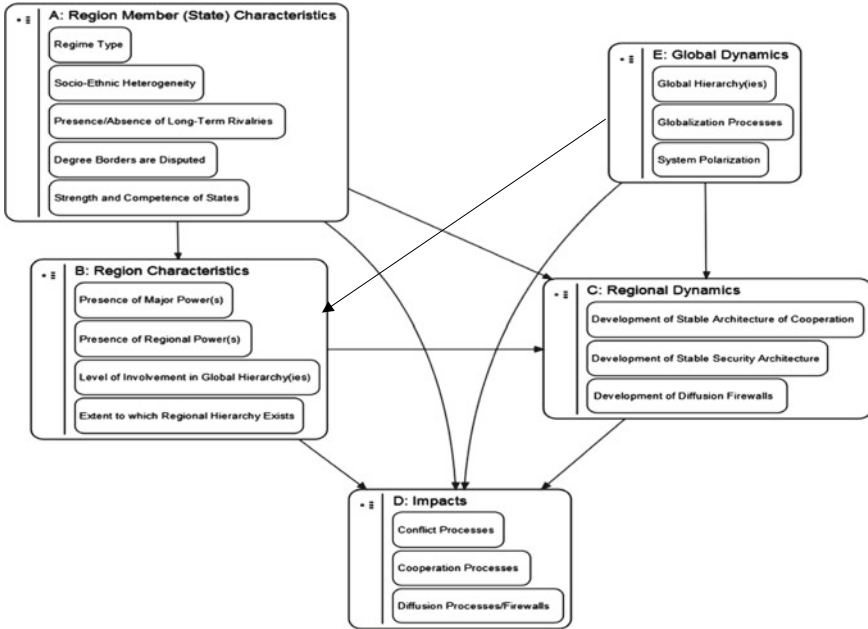 A: Region Member (State) Characteristics
Regime Type
Socio-Ethnic Heterogeneity
Presence/Absence of Long-Term Rivalries
Degree Borders are Disputed
Strength and Competence of States
E: Global Dynamics
Global Hierarchy(ies)
Globalization Processes
System Polarization
B: Region Characteristics
Presence of Major Power(s)
Presence of Regional Power(s)
Level of Involvement in Global Hierarchy(ies)
Extent to which Regional Hierarchy Exists
C: Regional Dynamics
Development of Stable Architecture of Cooperation
Development of Stable Security Architecture
Development of Diffusion Firewalls
D: Impacts
Conflict Processes
Cooperation Processes
Diffusion Processes/Firewalls